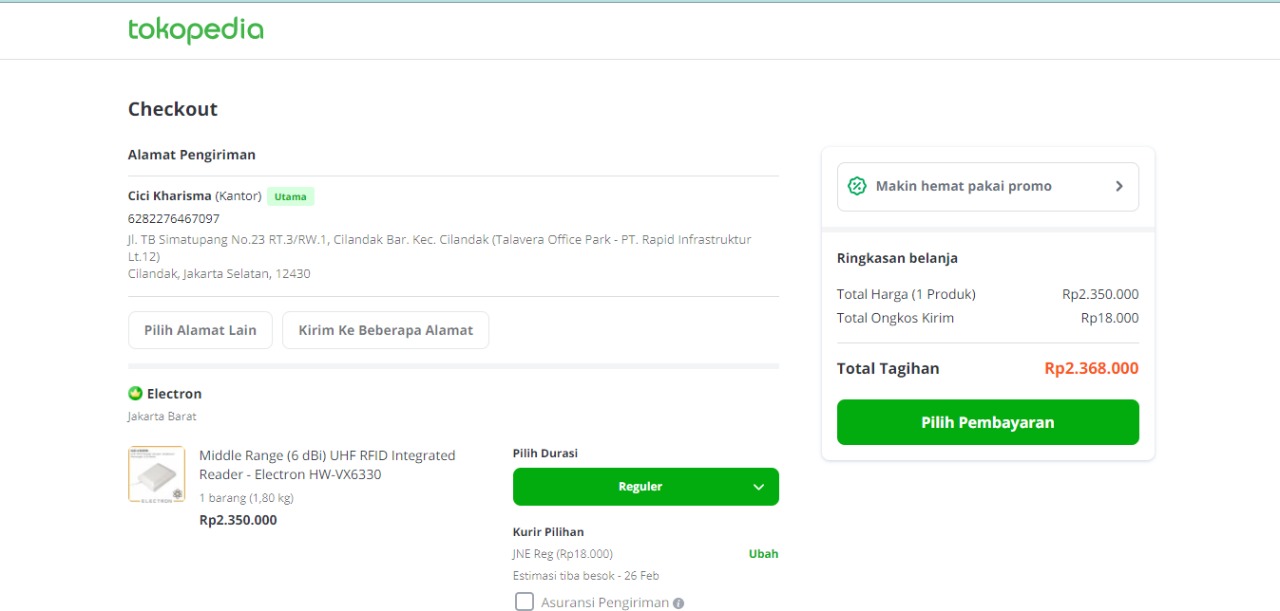 tokopedia
Checkout
Alamat Pengiriman
Cici Kharisma (Kantor) Utama
6282276467097
Jl. TB Simatupang No.23 RT.3/RW.1, Cilandak Bar. Kec. Cilandak (Talavera Office Park - PT. Rapid Infrastruktur
Lt.12)
Cilandak, Jakarta Selatan, 12430
Pilih Alamat Lain
Kirim Ke Beberapa Alamat
Electron
Jakarta Barat
Middle Range (6 dBi) UHF RFID Integrated
Reader - Electron HW-VX6330
1 barang (1,80 kg)
Rp2.350.000
ELECTRON
Pilih Durasi
Reguler
Kurir Pilihan
JNE Reg (Rp18.000) Ubah
Estimasi tiba besok - 26 Feb
Asuransi Pengiriman
Makin hemat pakai promo
Ringkasan belanja
Total Harga (1 Produk) Rp2.350.000
Total Ongkos Kirim Rp18.000
Total Tagihan Rp2.368.000
Pilih Pembayaran